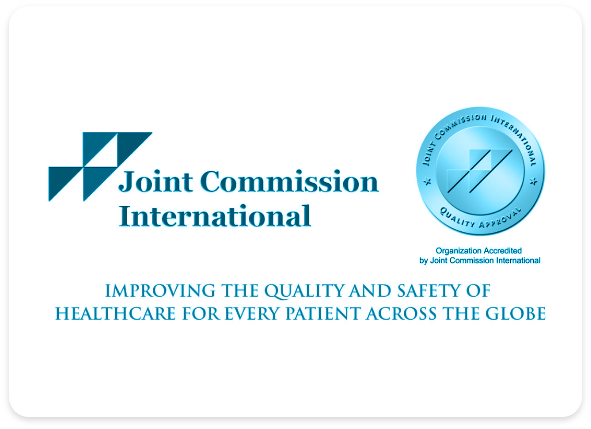 Joint Commission
International
JOINT COMMISSION INTERNATIONAL
QUALITY APPROVAL
Organization Accredited
by Joint Commission International
IMPROVING THE QUALITY AND SAFETY OF
HEALTHCARE FOR EVERY PATIENT ACROSS THE GLOBE